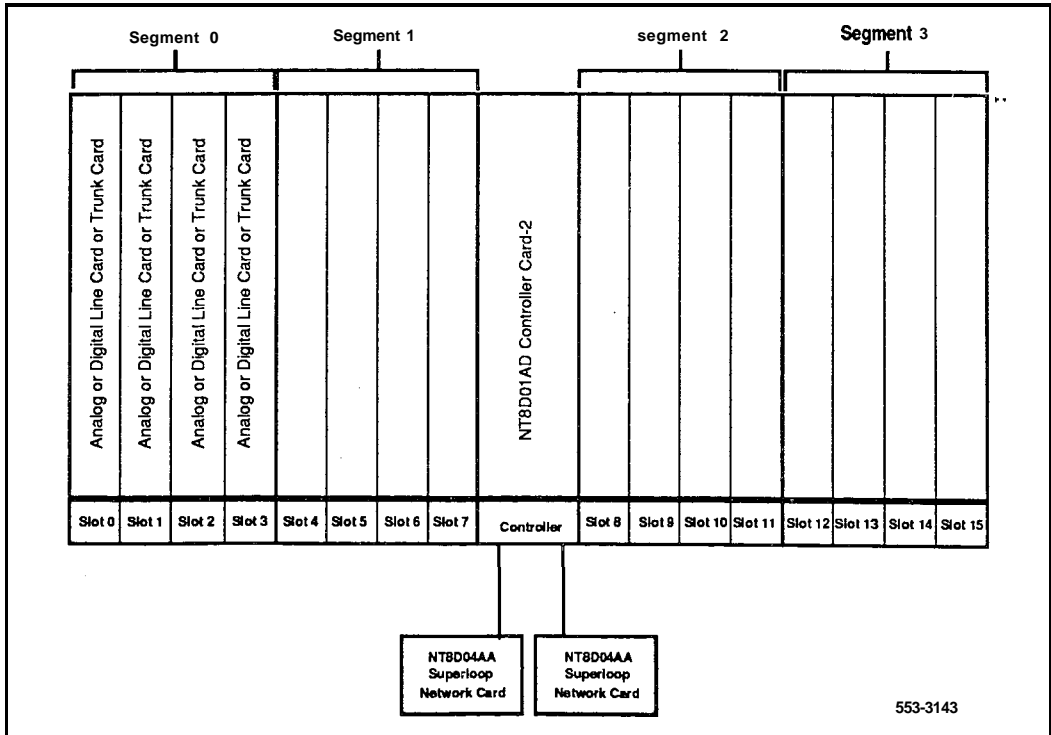 Segment 0
Segment 1
segment 2
Segment 3
Analog or Digital Line Card or Trunk Card
Analog or Digital Line Card or Trunk Card
Analog or Digital Line Card or Trunk Card
Analog or Digital Line Card or Trunk Card
NT8D01AD Controller Card-2
Slot 0
Slot 1
Slot 2
Slot 3
Slot 4
Slot 5
Slot 6
Slot 7
Controller
Slot 8
Slot 9
Slot 10
Slot 11
Slot 12
Slot 13
Slot 14
Slot 15
NT8D04AA
Superloop
Network Card
NT8D04AA
Superloop
Network Card
553-3143